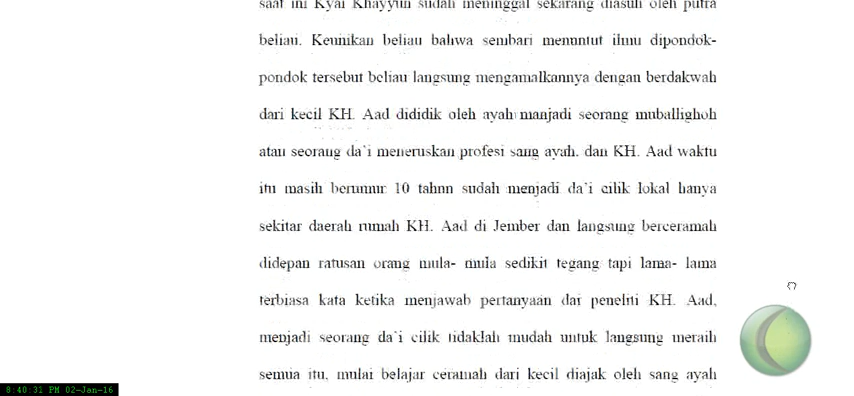 saat ini Kyai Khayyun sudah meninggal sekarang diasuh oleh putra
beliau. Keunikan beliau bahwa sembari menuntut ilmu dipondok-
pondok tersebut beliau langsung mengamalkannya dengan berdakwah
dari kecil KH. Aad dididik oleh ayah manjadi seorang muballighoh
atau seorang da`i meneruskan profesi sang ayah. dan KH. Aad waktu
itu masih berumur 10 tahun sudah menjadi da`i cilik lokal hanya
sekitar daerah rumah KH. Aad di Jember dan langsung berceramah
didepan ratusan orang mula- mula sedikit tegang tapi lama- lama
terbiasa kata ketika menjawab pertanyaan dar peneliti KH. Aad,
menjadi seorang da`i cilik tidaklah mudah untuk langsung meraih
semua itu, mulai belajar ceramah dari kecil diajak oleh sang ayah
8:40:31 PM 02-Jan-16